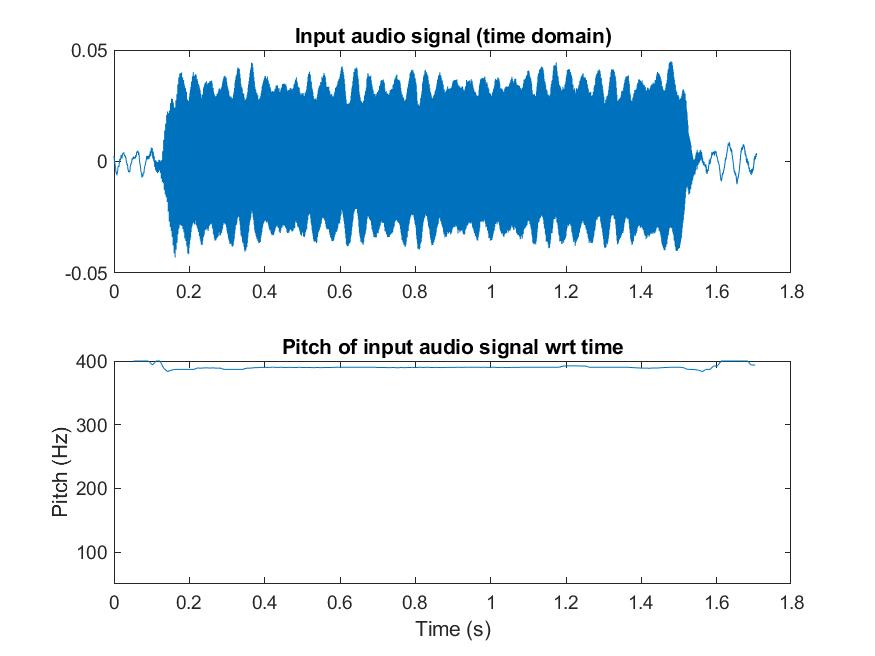 Input audio signal (time domain)
0.05
0
-0.05
0 0.2 0.4 0.6 0.8 1 1.2 1.4 1.6 1.8
Pitch of input audio signal wrt time
400
300
200
100
Pitch (Hz)
0 0.2 0.4 0.6 0.8 1 1.2 1.4 1.6 1.8
Time (s)